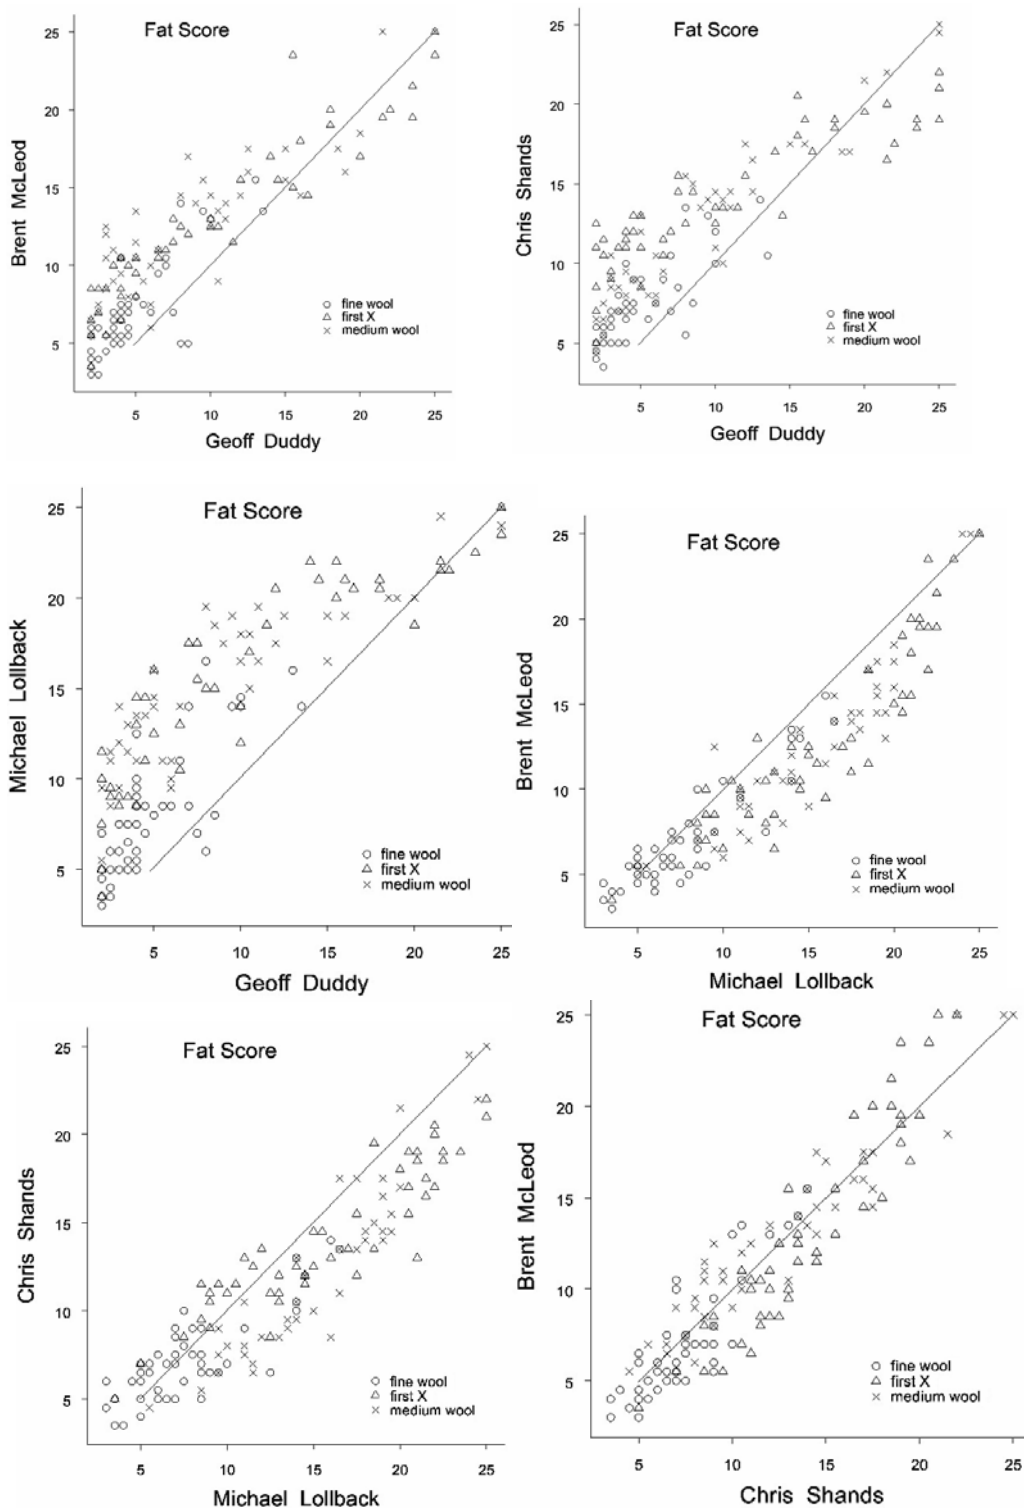 Fat Score
25
20
15
10
5
Brent McLeod
fine wool
first X
medium wool
5 10 15 20 25
Geoff Duddy
Fat Score
25
20
15
10
5
Chris Shands
fine wool
first X
medium wool
5 10 15 20 25
Geoff Duddy
Fat Score
25
20
15
10
5
Michael Lollback
fine wool
first X
medium wool
5 10 15 20 25
Geoff Duddy
Fat Score
25
20
15
10
5
Brent McLeod
fine wool
first X
medium wool
5 10 15 20 25
Michael Lollback
Fat Score
25
20
15
10
5
Chris Shands
fine wool
first X
medium wool
5 10 15 20 25
Michael Lollback
Fat Score
25
20
15
10
5
Brent McLeod
fine wool
first X
medium wool
5 10 15 20 25
Chris Shands